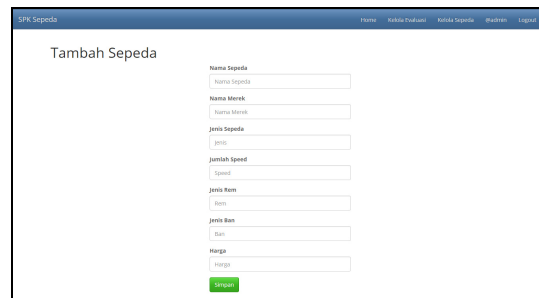 SPK Sepeda Home Kelola Evaluasi Kelola Sepeda @admin Logout
Tambah Sepeda
Nama Sepeda
Nama Sepeda
Nama Merek
Nama Merek
Jenis Sepeda
Jenis
Jumlah Speed
Speed
Jenis Rem
Rem
Jenis Ban
Ban
Harga
Harga
Simpan